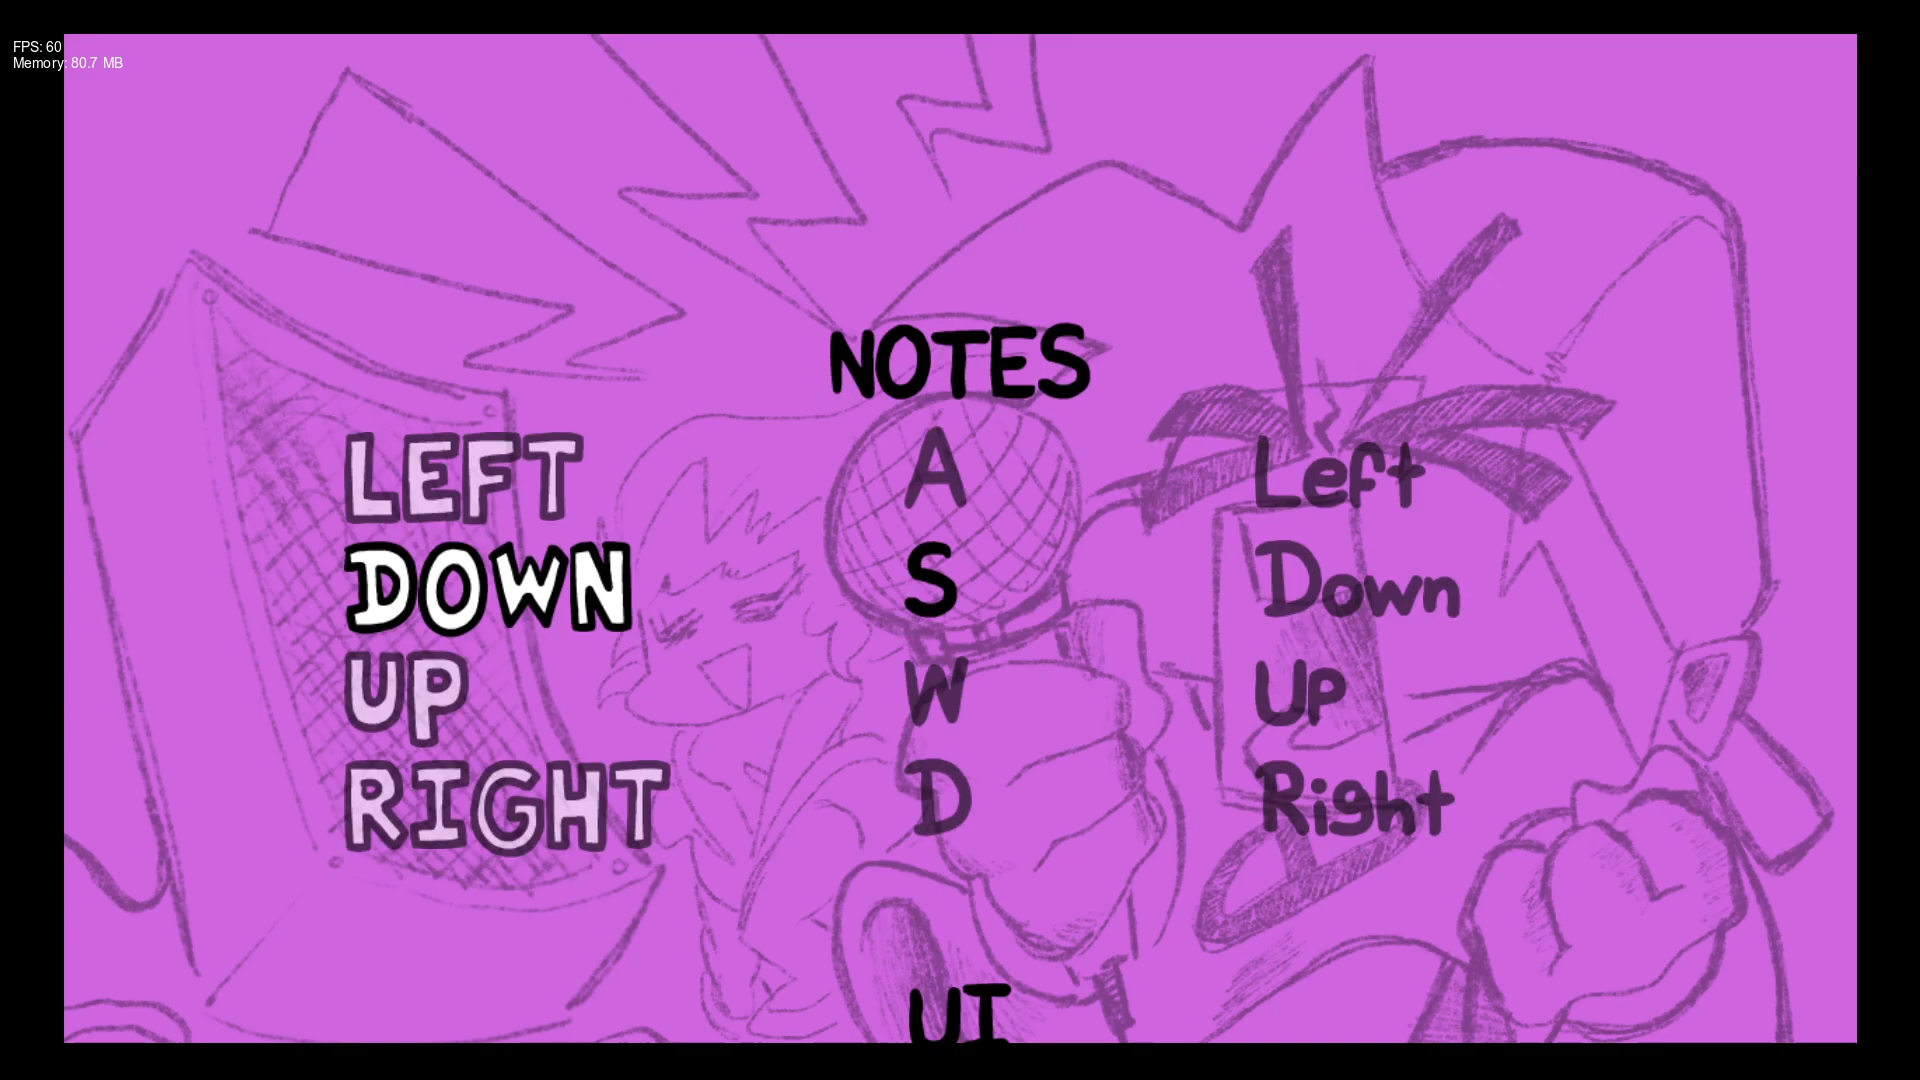 FPS: 60
Memory: 80.7 MB
NOTES
LEFT A Left
DOWN S Down
UP W Up
RIGHT D Right
UI